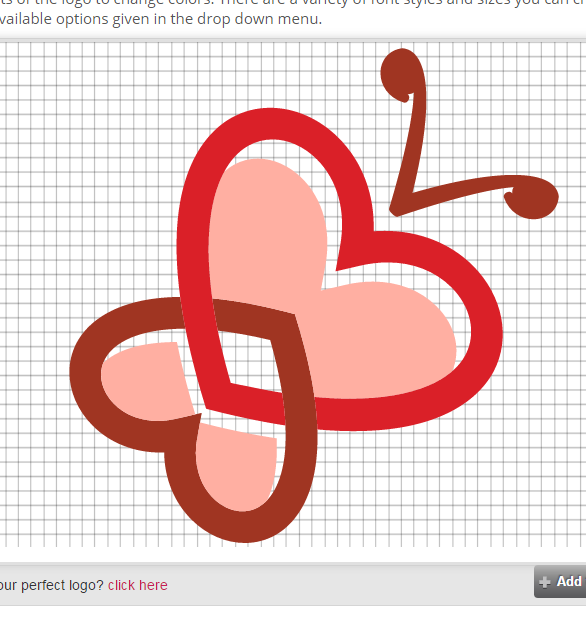 ts of the logo to change colors. There are a variety of font styles and sizes you can
vailable options given in the drop down menu.
our perfect logo? click here
Add